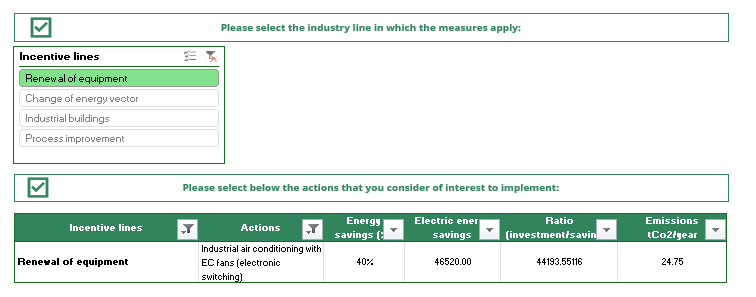 Please select the industry line in which the measures apply:
Incentive lines
Renewal of equipment
Change of energy vector
Industrial buildings
Process improvement
Please select below the actions that you consider of interest to implement:
Incentive lines Actions Energy savings (% Electric ener savings Ratio (investment/savin Emissions tCo2/year
Renewal of equipment Industrial air conditioning with EC fans (electronic switching) 40% 46520.00 44193.55116 24.75